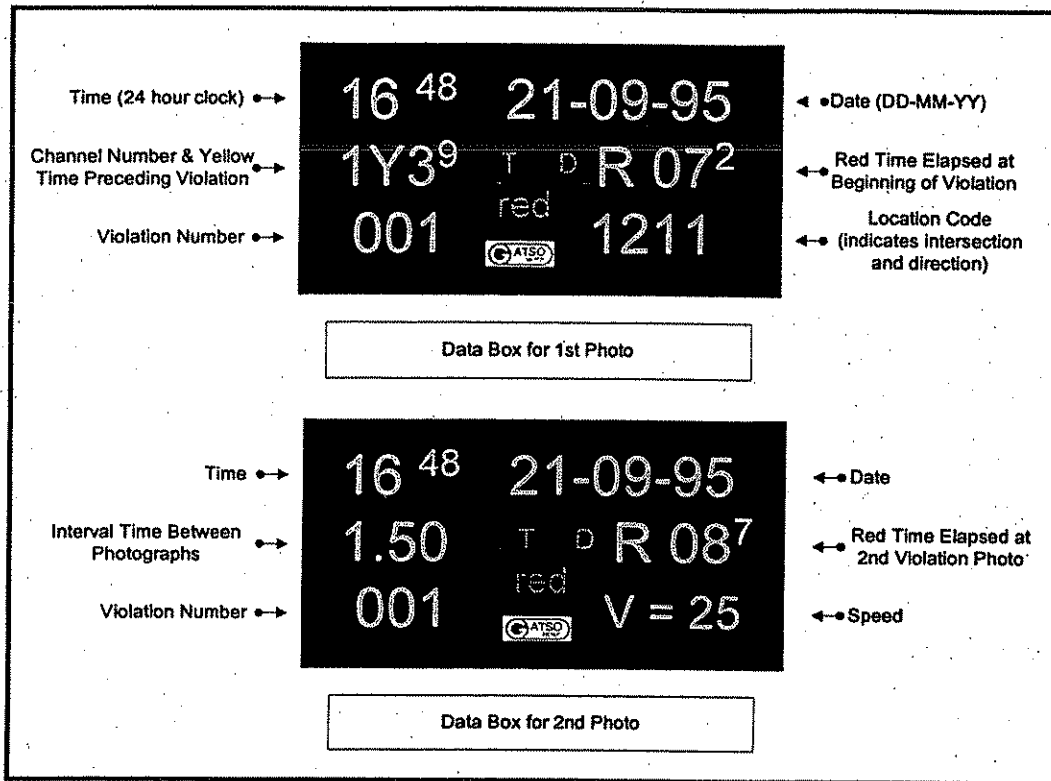 Time (24 hour clock)
16 48 21-09-95
Date (DD-MM-YY)
Channel Number & Yellow
Time Preceding Violation
1Y3 9 T D R 07 2
Red Time Elapsed at
Beginning of Violation
red
Violation Number
001
GATSO
1211
Location Code
(indicates intersection
and direction)
Data Box for 1st Photo
Time
16 48 21-09-95
Date
Interval Time Between
Photographs
1.50 T D R 08 7
Red Time Elapsed at
2nd Violation Photo
red
Violation Number
001
GATSO
V = 25
Speed
Data Box for 2nd Photo